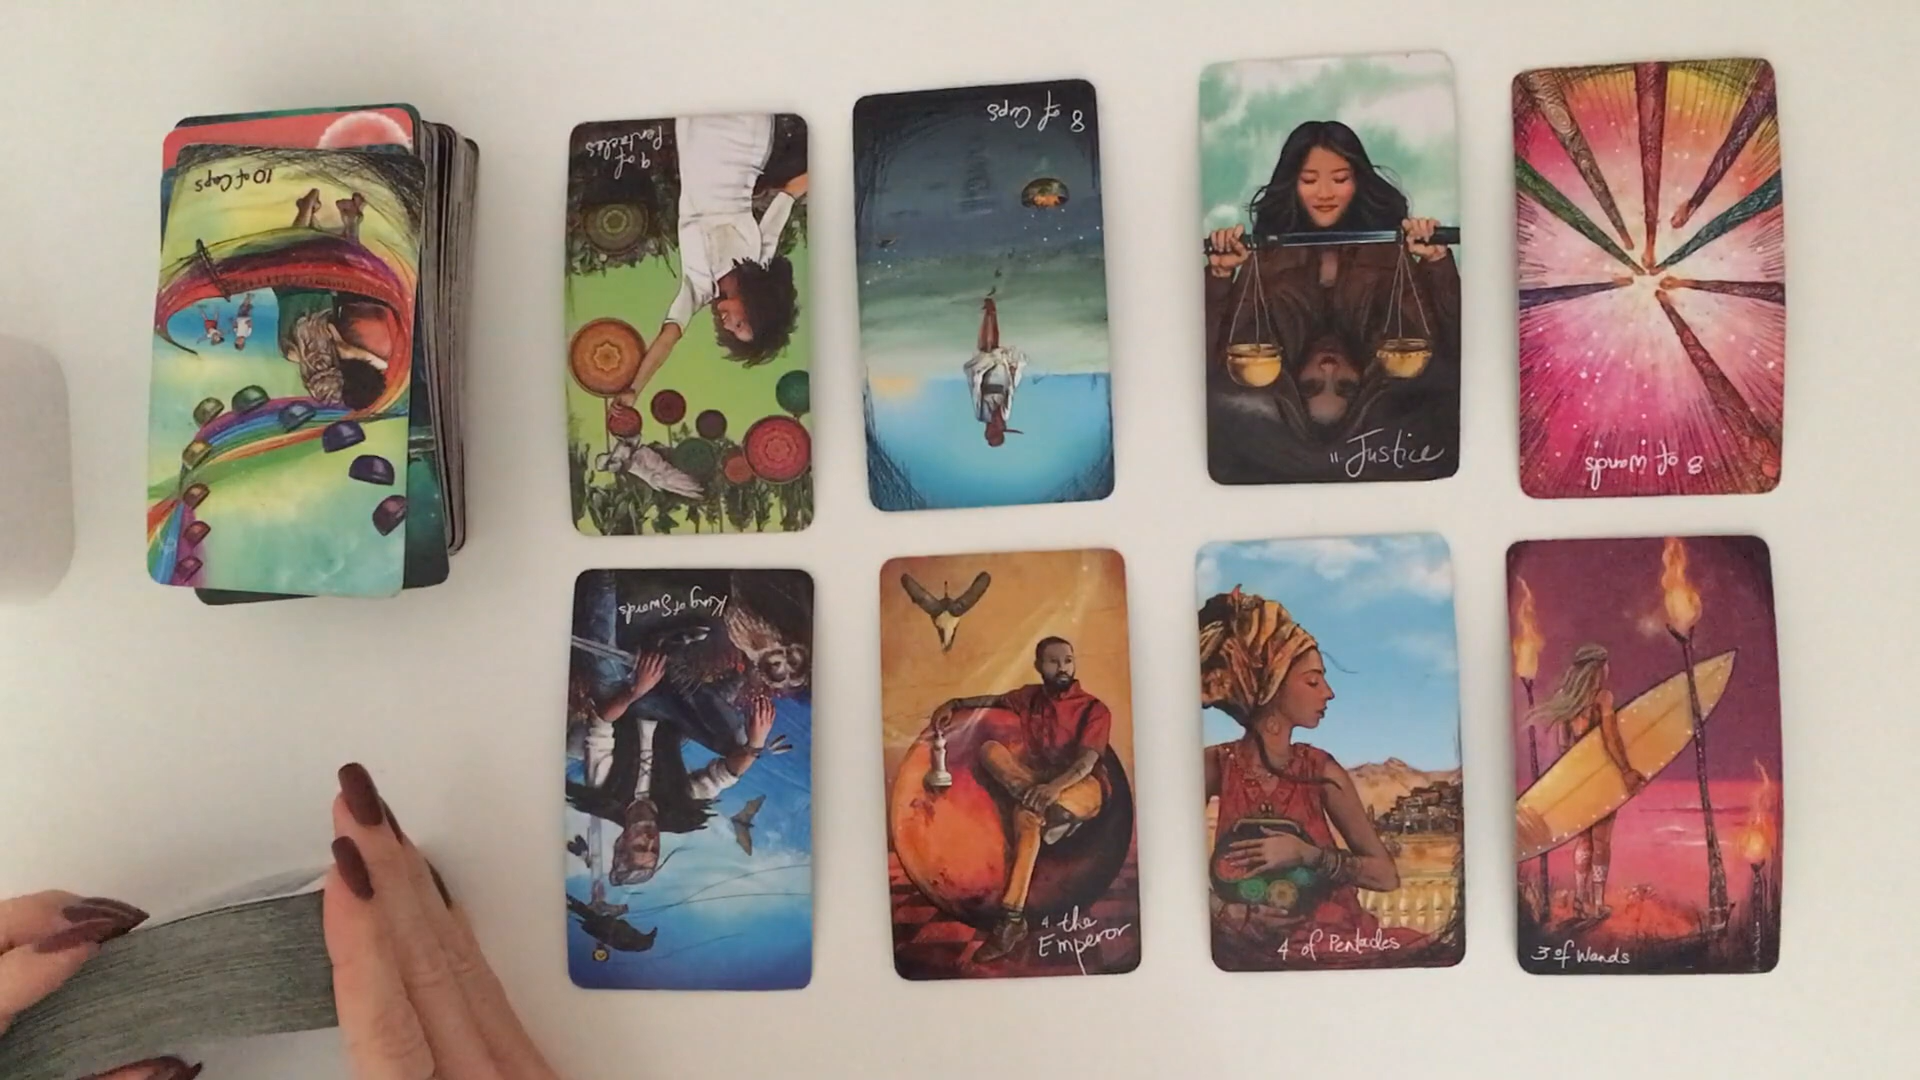 10 of Cups
9 of
Pentacles
8 of Cups
11 Justice
8 of Wands
King of Swords
4 the
Emperor
4 of Pentacles
3 of Wands